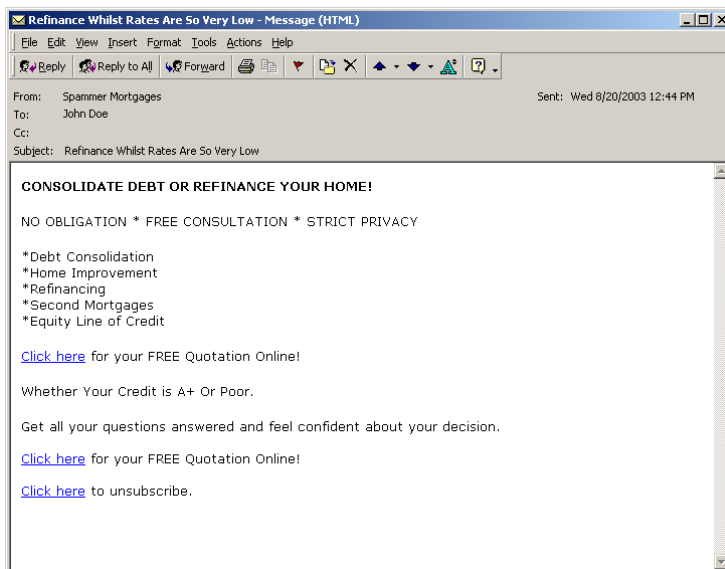 Refinance Whilst Rates Are So Very Low - Message (HTML)
File Edit View Insert Format Tools Actions Help
Reply Reply to All Forward
From: Spammer Mortgages Sent: Wed 8/20/2003 12:44 PM
To: John Doe
Cc:
Subject: Refinance Whilst Rates Are So Very Low
CONSOLIDATE DEBT OR REFINANCE YOUR HOME!
NO OBLIGATION * FREE CONSULTATION * STRICT PRIVACY
*Debt Consolidation
*Home Improvement
*Refinancing
*Second Mortgages
*Equity Line of Credit
Click here for your FREE Quotation Online!
Whether Your Credit is A+ Or Poor.
Get all your questions answered and feel confident about your decision.
Click here for your FREE Quotation Online!
Click here to unsubscribe.